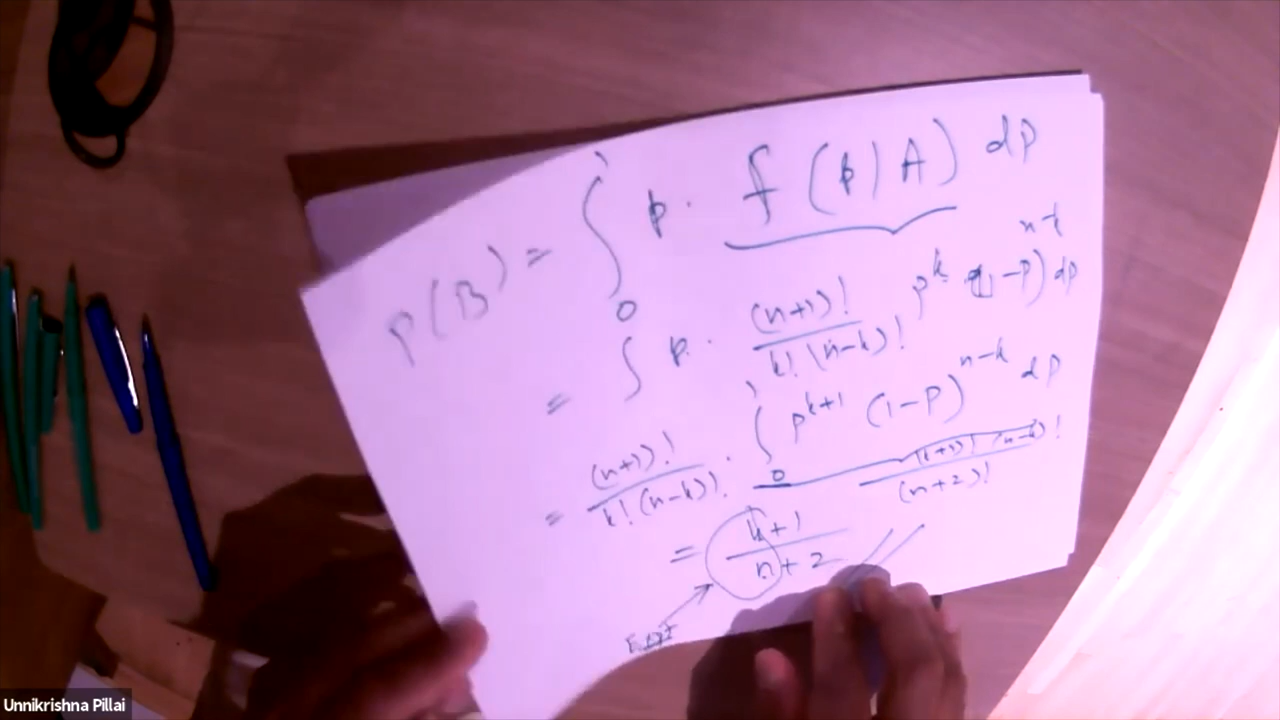 P(B) = ∫₀¹ p · f(p|A) dp
= ∫ p · (n+1)!/(k!(n-k)!) p^k (1-p)^(n-k) dp
= (n+1)!/(k!(n-k)!) · ∫₀¹ p^(k+1) (1-p)^(n-k) dp
(k+1)!(n-k)!/(n+2)!
= (k+1)/(n+2)
Unnikrishna Pillai